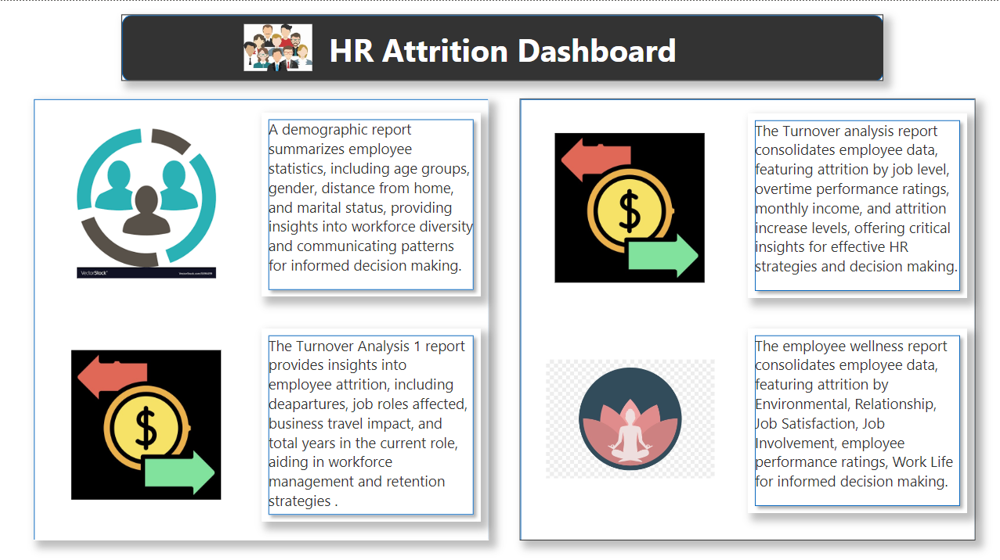 HR Attrition Dashboard
A demographic report
summarizes employee
statistics, including age groups,
gender, distance from home,
and marital status, providing
insights into workforce diversity
and communicating patterns
for informed decision making.
VectorStock
The Turnover Analysis 1 report
provides insights into
employee attrition, including
deapartures, job roles affected,
business travel impact, and
total years in the current role,
aiding in workforce
management and retention
strategies .
The Turnover analysis report
consolidates employee data,
featuring attrition by job level,
overtime performance ratings,
monthly income, and attrition
increase levels, offering critical
insights for effective HR
strategies and decision making.
The employee wellness report
consolidates employee data,
featuring attrition by
Environmental, Relationship,
Job Satisfaction, Job
Involvement, employee
performance ratings, Work Life
for informed decision making.